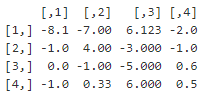 [,1] [,2] [,3] [,4]
[1,] -8.1 -7.00 6.123 -2.0
[2,] -1.0 4.00 -3.000 -1.0
[3,] 0.0 -1.00 -5.000 0.6
[4,] -1.0 0.33 6.000 0.5